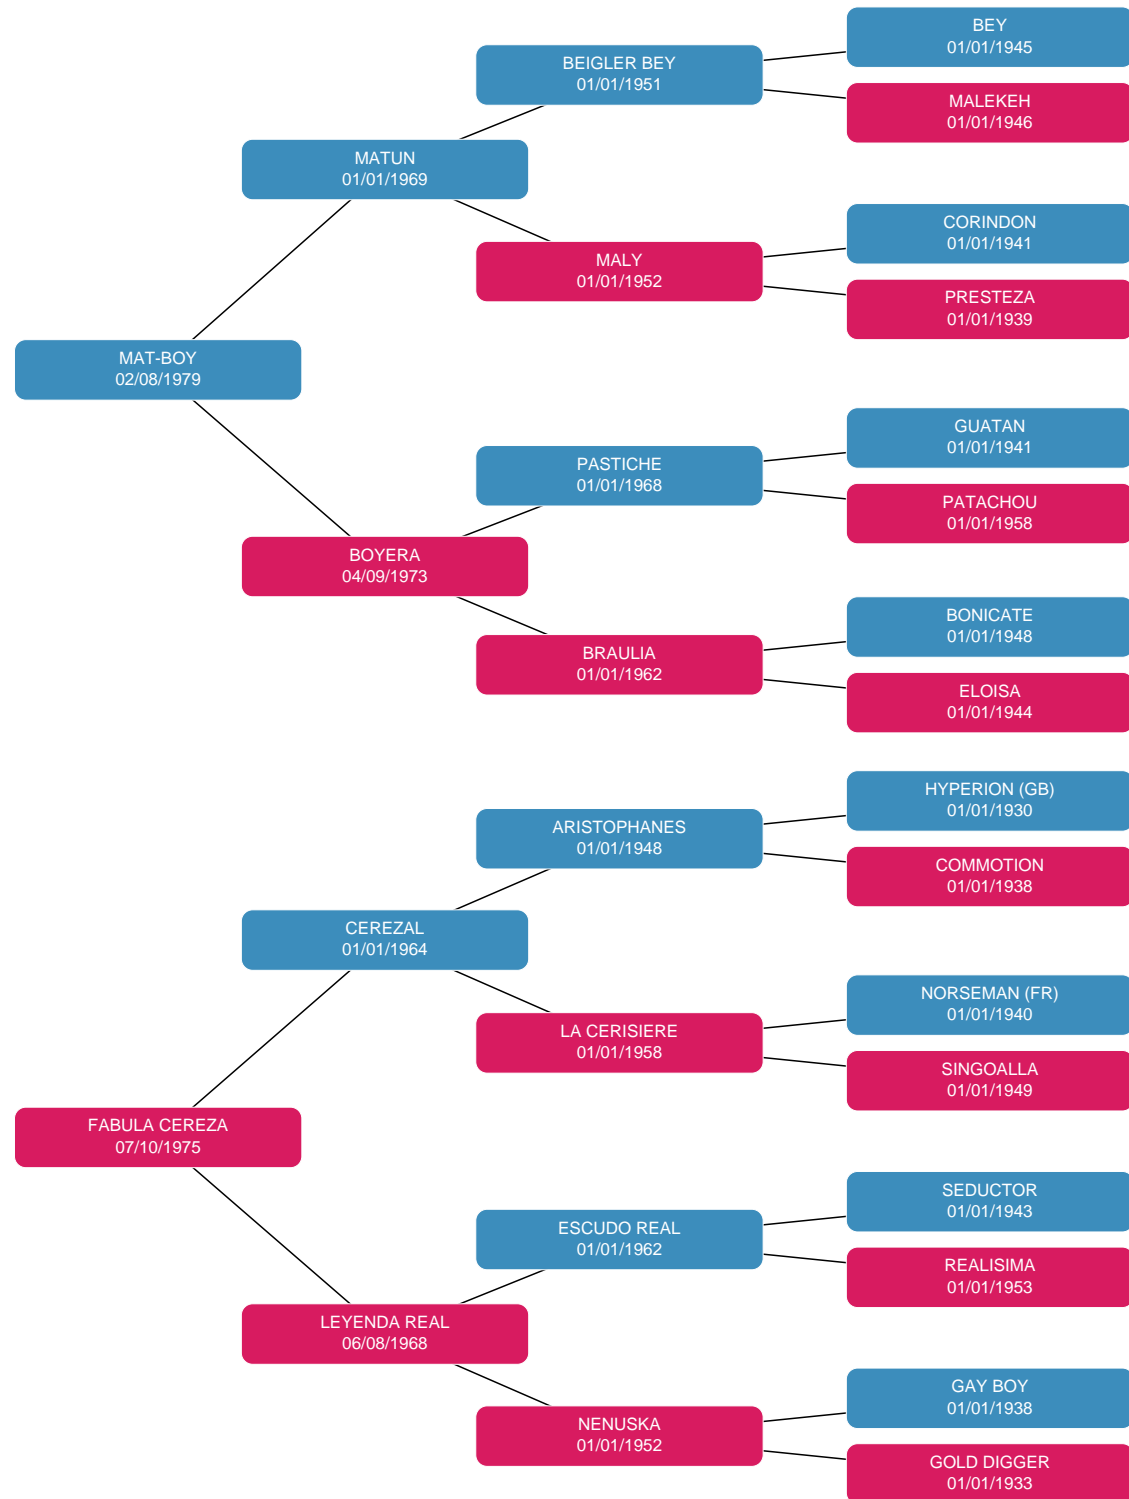 BEY
01/01/1945
BEIGLER BEY
01/01/1951
MALEKEH
01/01/1946
MATUN
01/01/1969
CORINDON
01/01/1941
MALY
01/01/1952
PRESTEZA
01/01/1939
MAT-BOY
02/08/1979
GUATAN
01/01/1941
PASTICHE
01/01/1968
PATACHOU
01/01/1958
BOYERA
04/09/1973
BONICATE
01/01/1948
BRAULIA
01/01/1962
ELOISA
01/01/1944
HYPERION (GB)
01/01/1930
ARISTOPHANES
01/01/1948
COMMOTION
01/01/1938
CEREZAL
01/01/1964
NORSEMAN (FR)
01/01/1940
LA CERISIERE
01/01/1958
SINGOALLA
01/01/1949
FABULA CEREZA
07/10/1975
SEDUCTOR
01/01/1943
ESCUDO REAL
01/01/1962
REALISIMA
01/01/1953
LEYENDA REAL
06/08/1968
GAY BOY
01/01/1938
NENUSKA
01/01/1952
GOLD DIGGER
01/01/1933